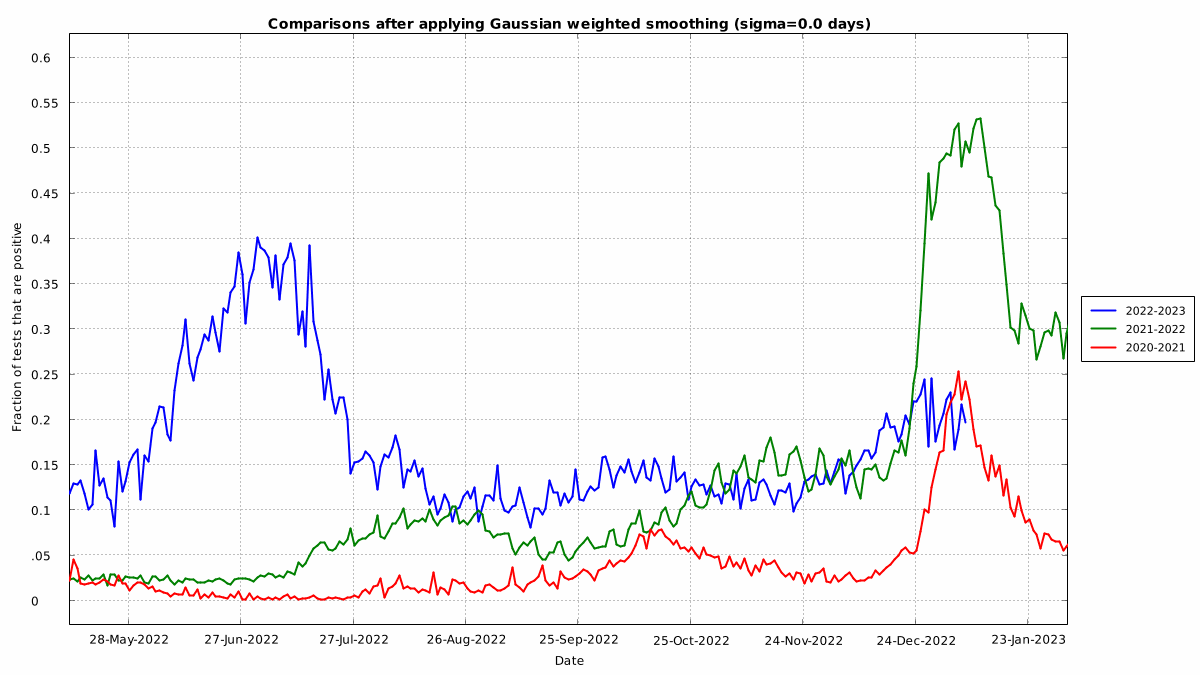 Comparisons after applying Gaussian weighted smoothing (sigma=0.0 days)
Fraction of tests that are positive
0.6
0.55
0.5
0.45
0.4
0.35
0.3
0.25
0.2
0.15
0.1
.05
0
28-May-2022
27-Jun-2022
27-Jul-2022
26-Aug-2022
25-Sep-2022
25-Oct-2022
24-Nov-2022
24-Dec-2022
23-Jan-2023
Date
2022-2023
2021-2022
2020-2021